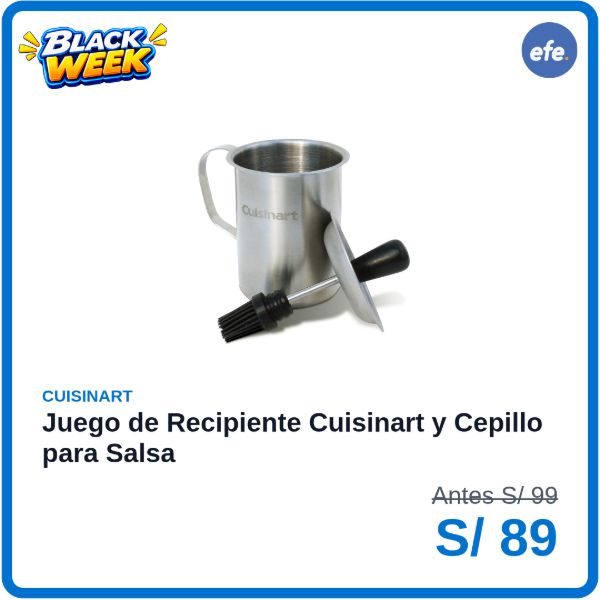 BLACK
WEEK
efe.
Cuisinart
CUISINART
Juego de Recipiente Cuisinart y Cepillo
para Salsa
Antes S/ 99
S/ 89